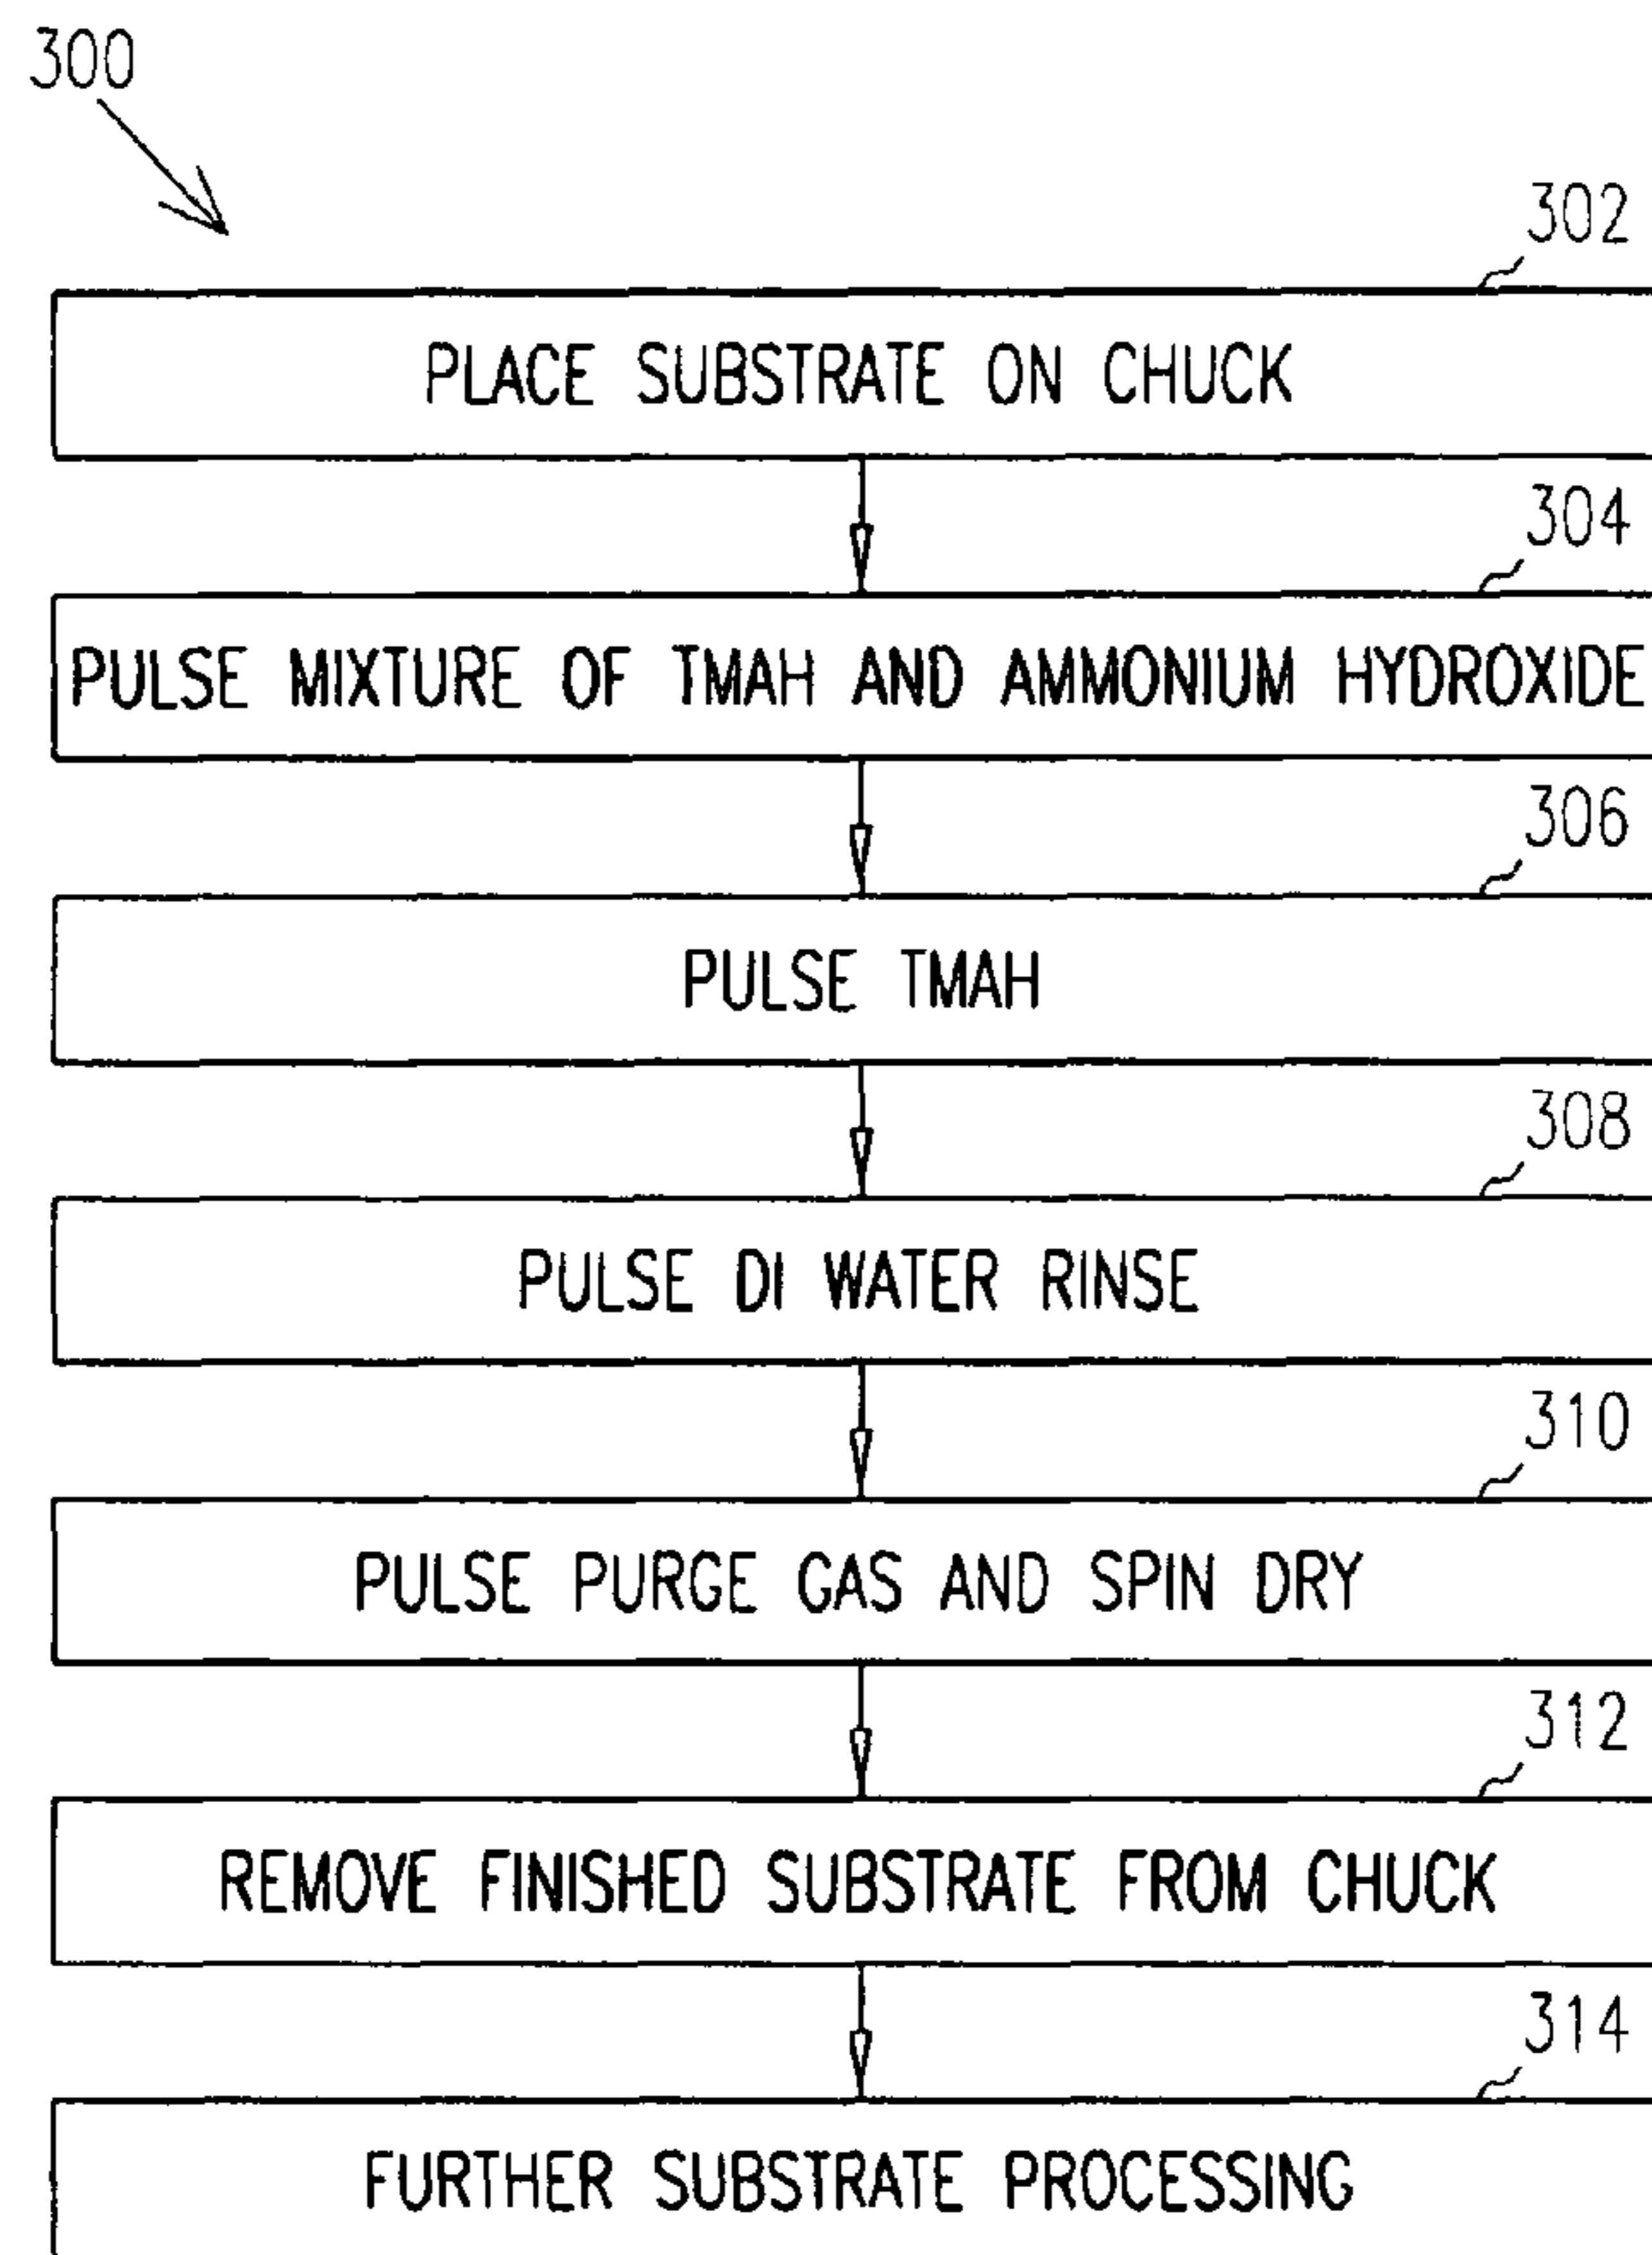 300
302
PLACE SUBSTRATE ON CHUCK
304
PULSE MIXTURE OF TMAH AND AMMONIUM HYDROXIDE
306
PULSE TMAH
308
PULSE DI WATER RINSE
310
PULSE PURGE GAS AND SPIN DRY
312
REMOVE FINISHED SUBSTRATE FROM CHUCK
314
FURTHER SUBSTRATE PROCESSING